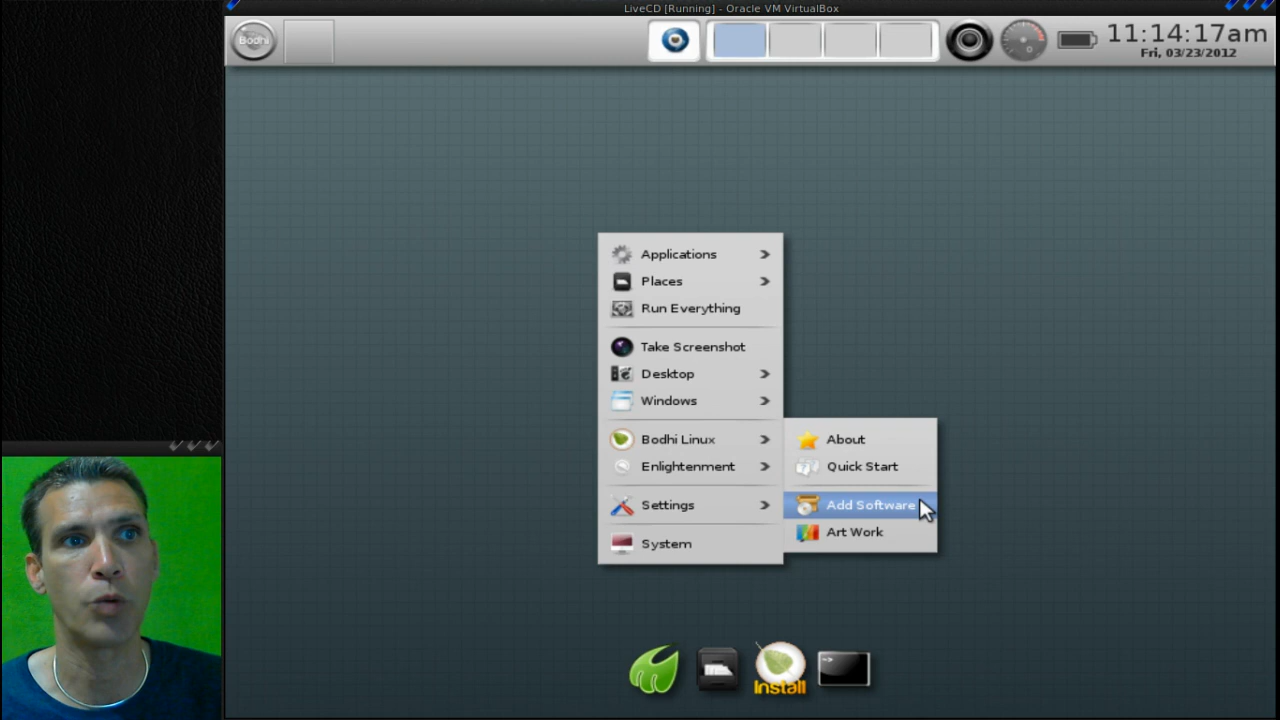 LiveCD [Running] - Oracle VM VirtualBox
Bodhi
11:14:17am
Fri, 03/23/2012
Applications
Places
Run Everything
Take Screenshot
Desktop
Windows
Bodhi Linux
Enlightenment
Settings
System
About
Quick Start
Add Software
Art Work
Install